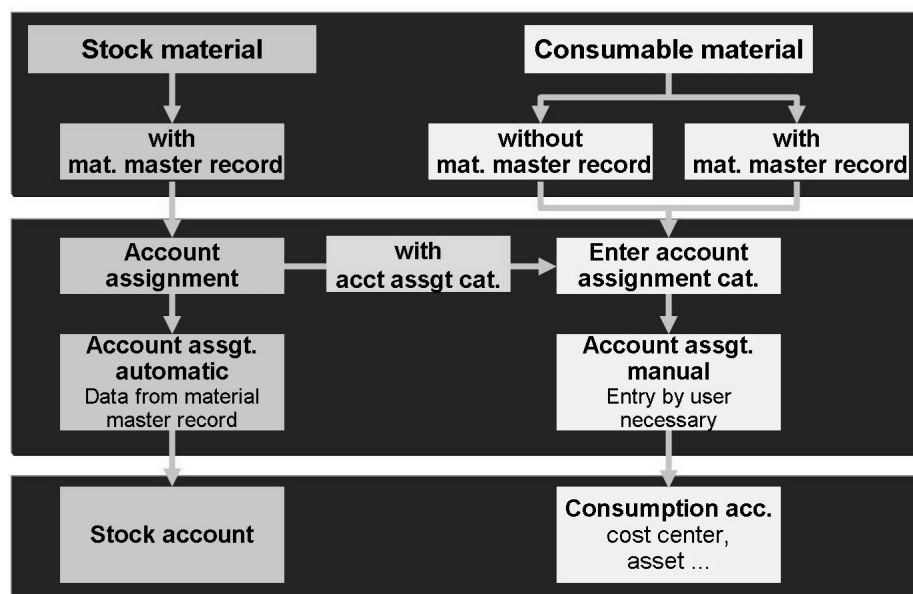 Stock material
Consumable material
with
mat. master record
without
mat. master record
with
mat. master record
Account
assignment
with
acct assgt cat.
Enter account
assignment cat.
Account assgt.
automatic
Data from material
master record
Account assgt.
manual
Entry by user
necessary
Stock account
Consumption acc.
cost center,
asset ...